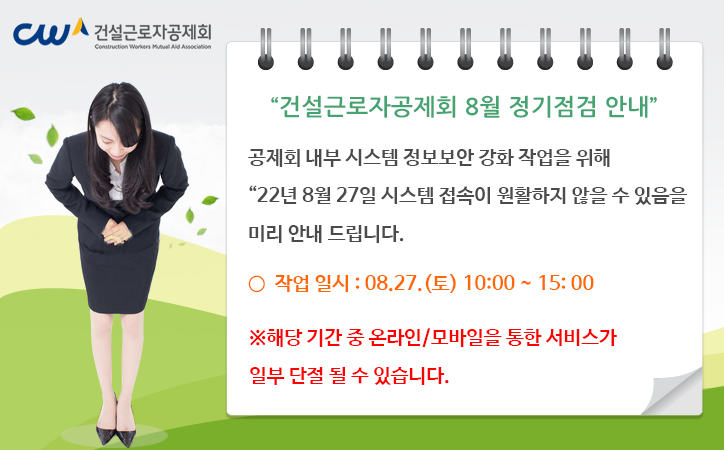 CW 건설근로자공제회
Construction Workers Mutual Aid Association
“건설근로자공제회 8월 정기점검 안내”
공제회 내부 시스템 정보보안 강화 작업을 위해
“22년 8월 27일 시스템 접속이 원활하지 않을 수 있음을
미리 안내 드립니다.
○ 작업 일시 : 08.27.(토) 10:00 ~ 15: 00
※해당 기간 중 온라인/모바일을 통한 서비스가
일부 단절 될 수 있습니다.